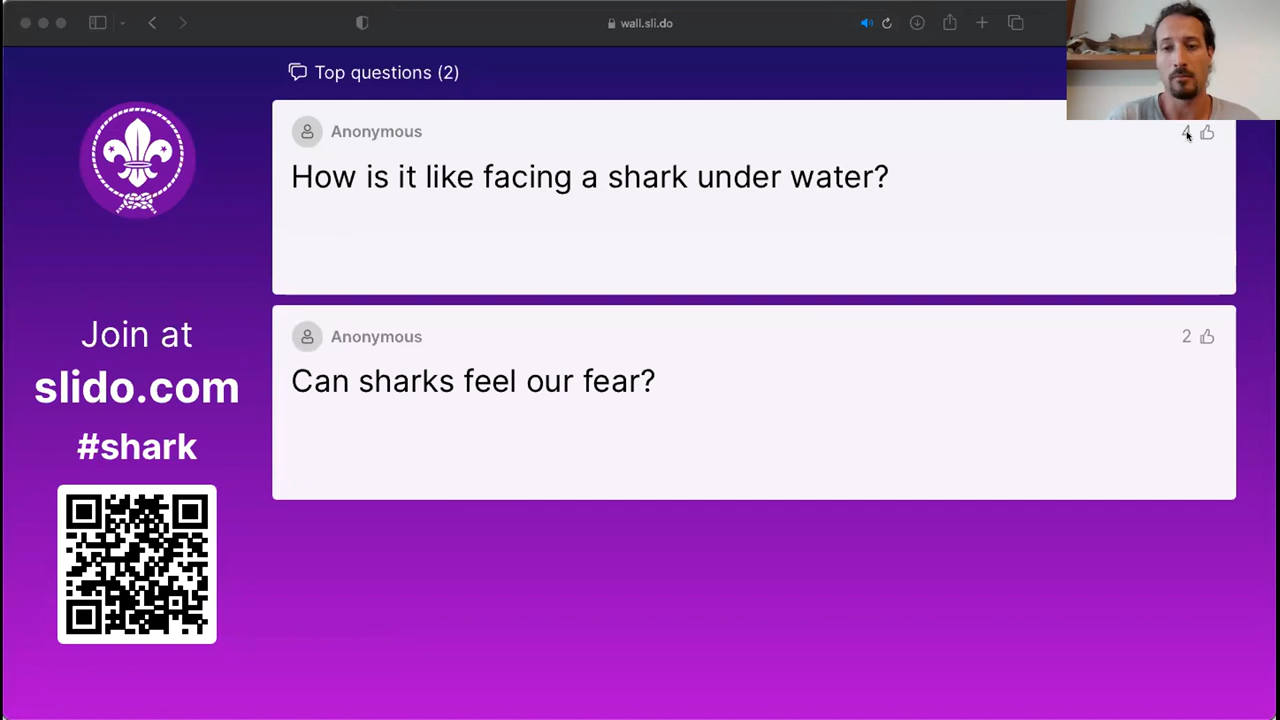 wall.sli.do
Top questions (2)
Anonymous
4
How is it like facing a shark under water?
Anonymous
2
Can sharks feel our fear?
Join at
slido.com
#shark